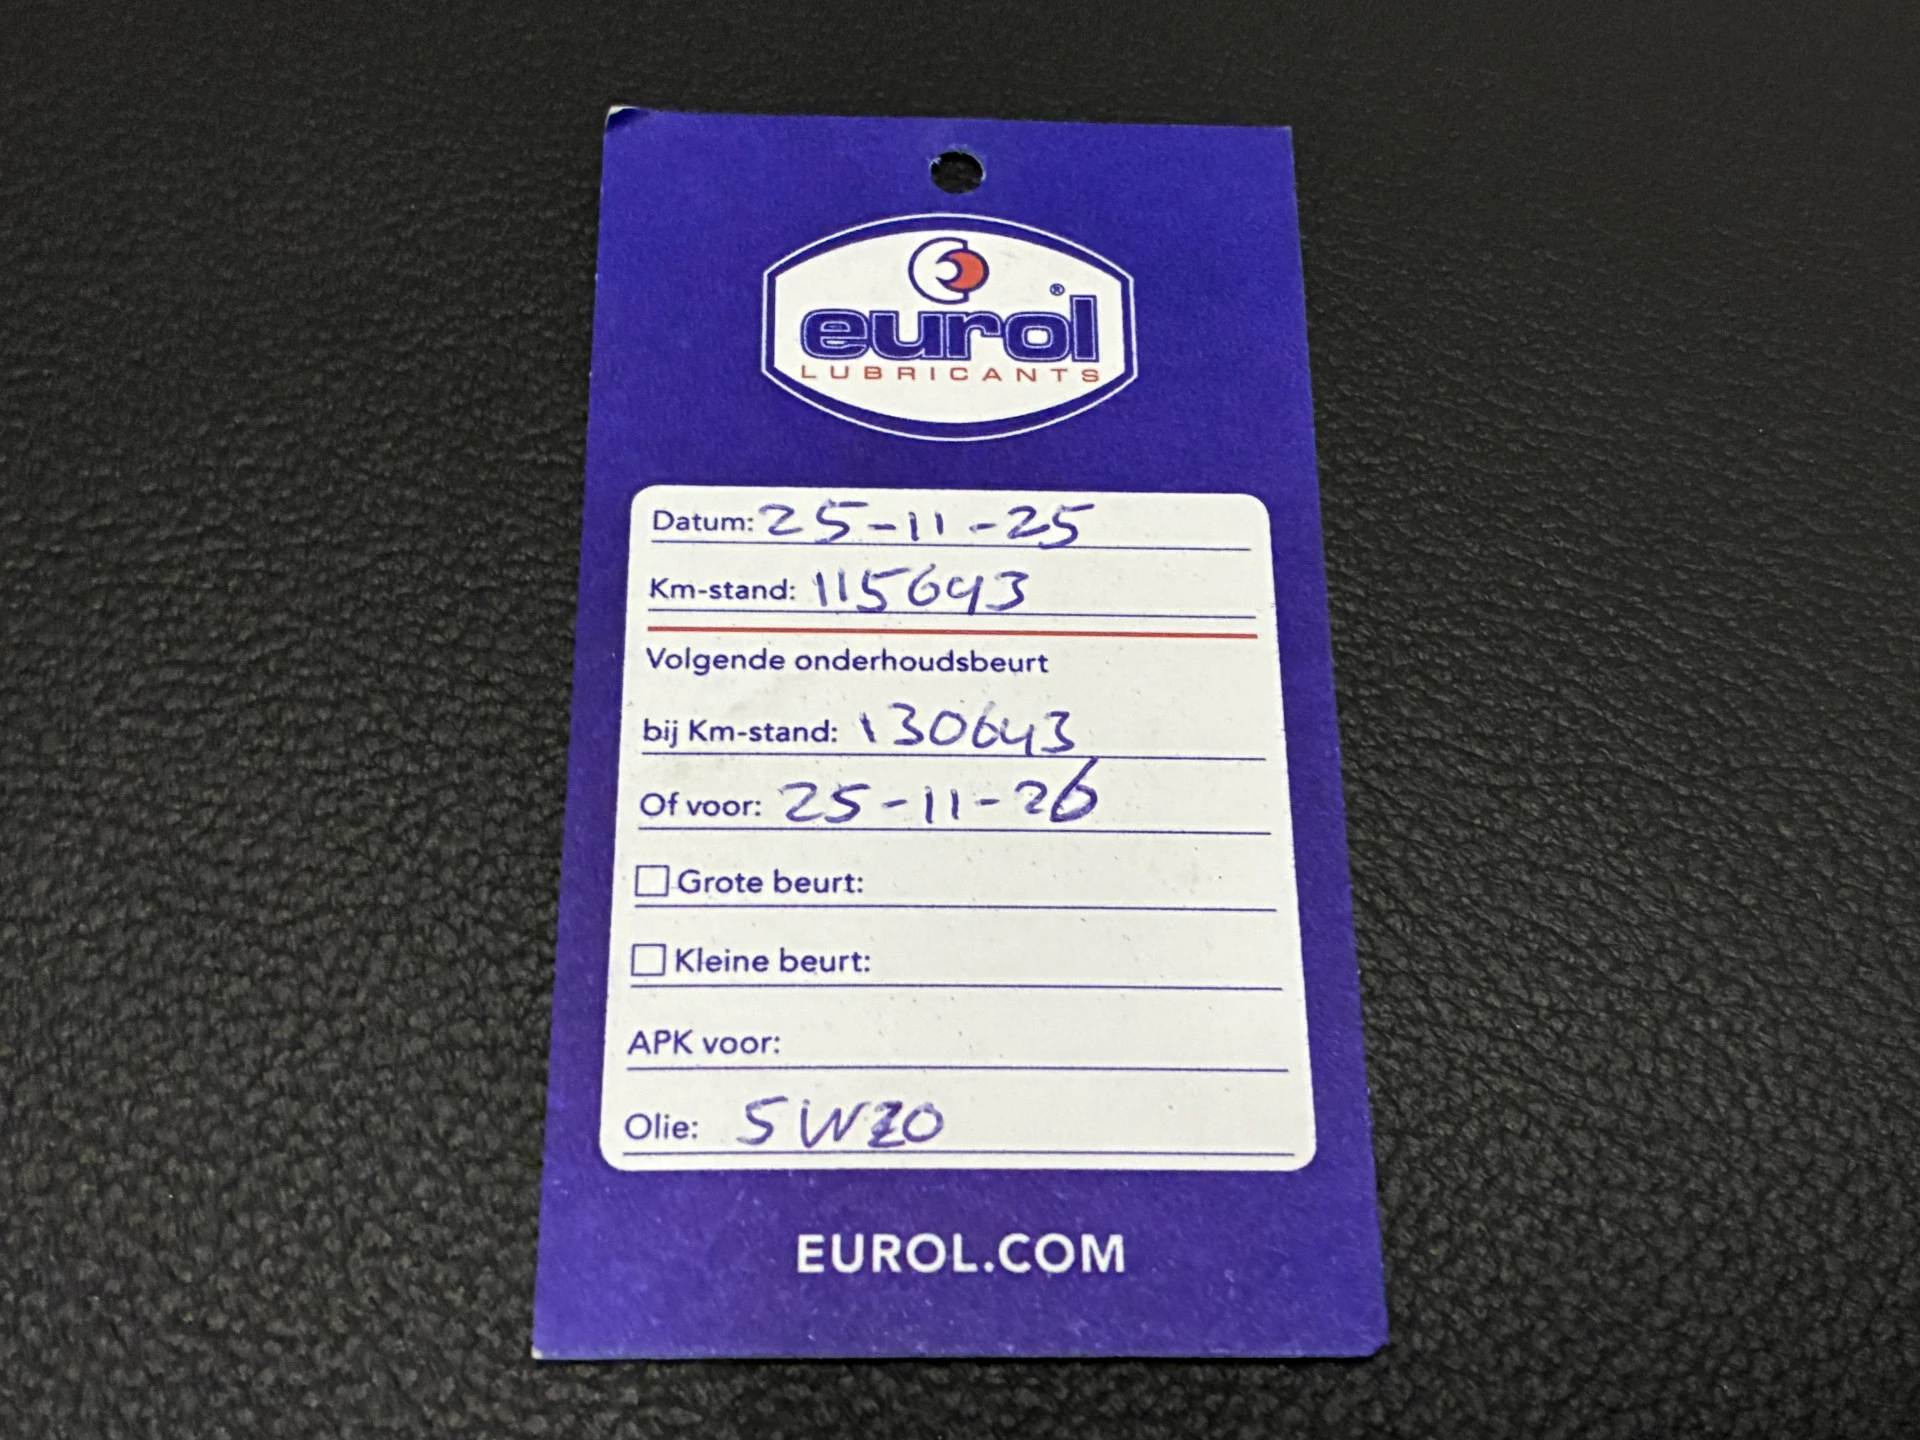 eurol®
LUBRICANTS
Datum: 25-11-25
Km-stand: 115643
Volgende onderhoudsbeurt
bij Km-stand: 130643
Of voor: 25-11-26
Grote beurt:
Kleine beurt:
APK voor:
Olie: 5W20
EUROL.COM